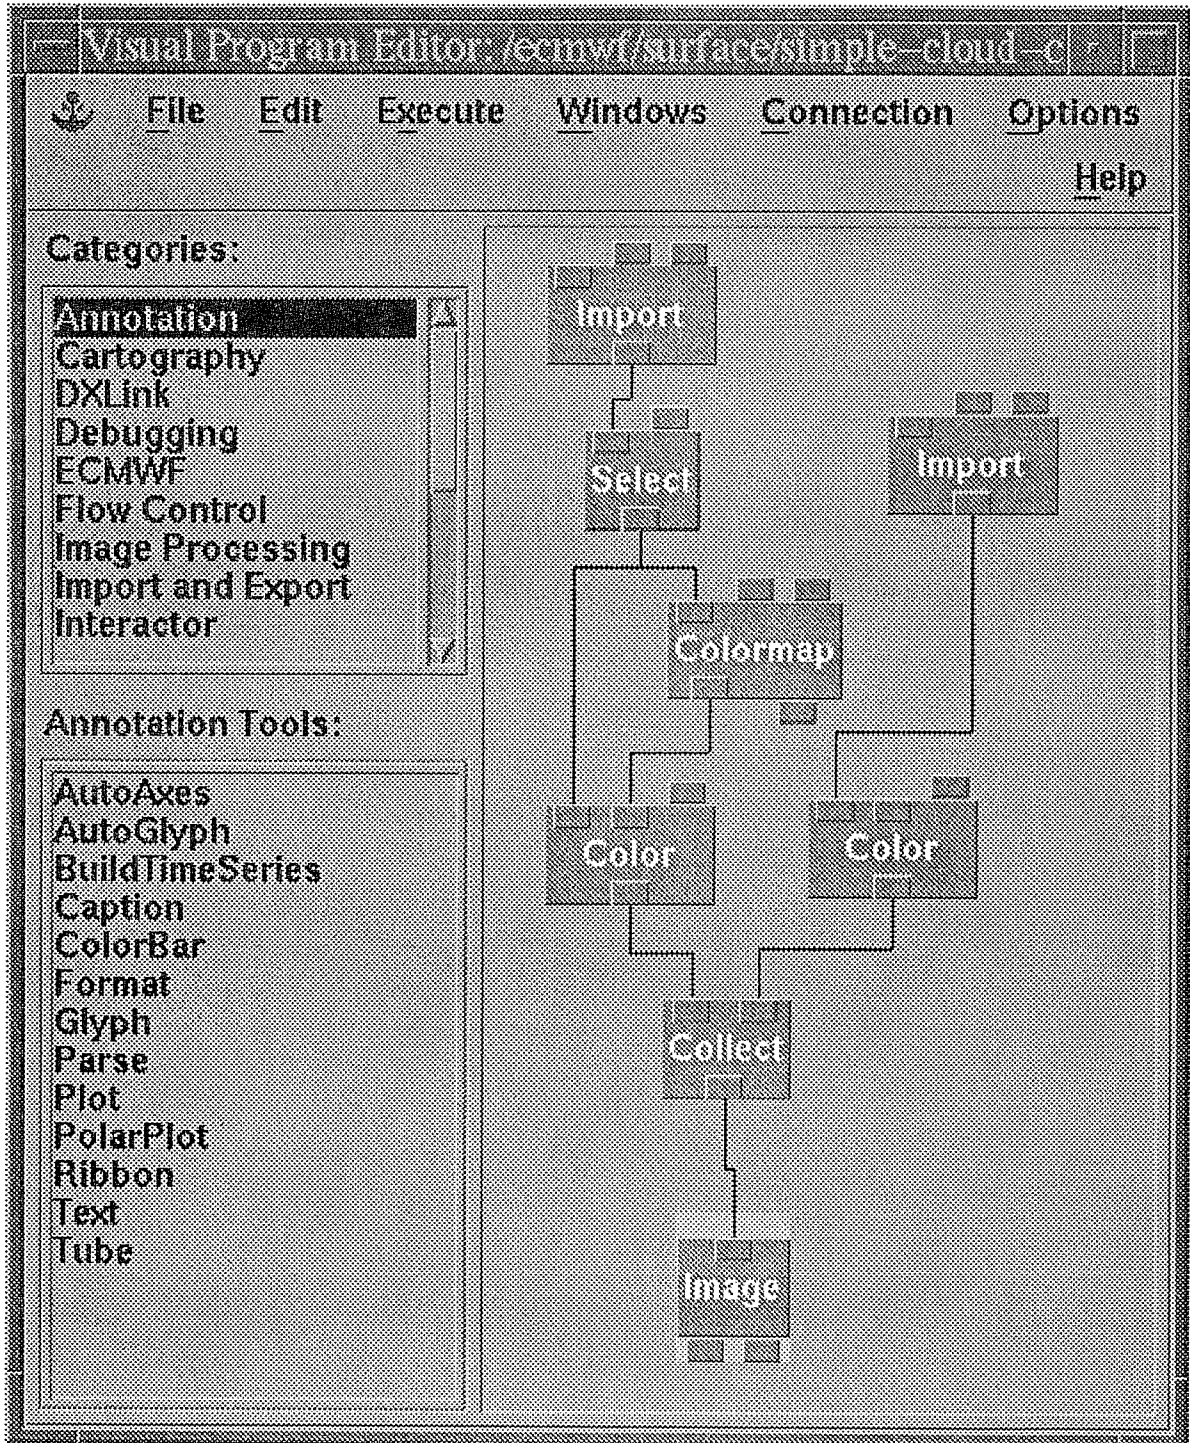 Visual Program Editor: /ecmwf/surface/simple-cloud-c
File Edit Execute Windows Connection Options
Help
Categories:
Annotation
Cartography
DXLink
Debugging
ECMWF
Flow Control
Image Processing
Import and Export
Interactor
Annotation Tools:
AutoAxes
AutoGlyph
BuildTimeSeries
Caption
ColorBar
Format
Glyph
Parse
Plot
PolarPlot
Ribbon
Text
Tube
Import
Select
Import
Colormap
Color
Color
Collect
Image